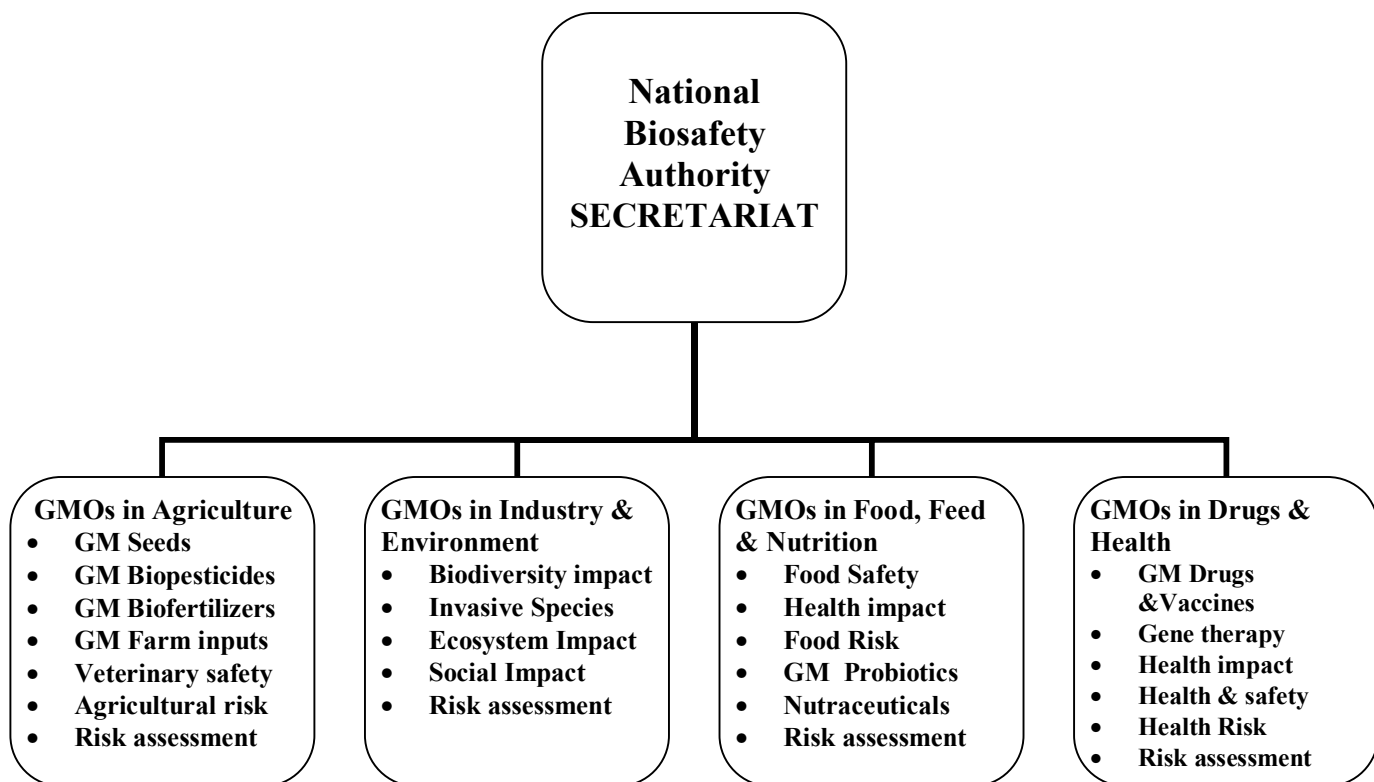 National
Biosafety
Authority
SECRETARIAT
GMOs in Agriculture
• GM Seeds
• GM Biopesticides
• GM Biofertilizers
• GM Farm inputs
• Veterinary safety
• Agricultural risk
• Risk assessment
GMOs in Industry &
Environment
• Biodiversity impact
• Invasive Species
• Ecosystem Impact
• Social Impact
• Risk assessment
GMOs in Food, Feed
& Nutrition
• Food Safety
• Health impact
• Food Risk
• GM Probiotics
• Nutraceuticals
• Risk assessment
GMOs in Drugs &
Health
• GM Drugs
&Vaccines
• Gene therapy
• Health impact
• Health & safety
• Health Risk
• Risk assessment